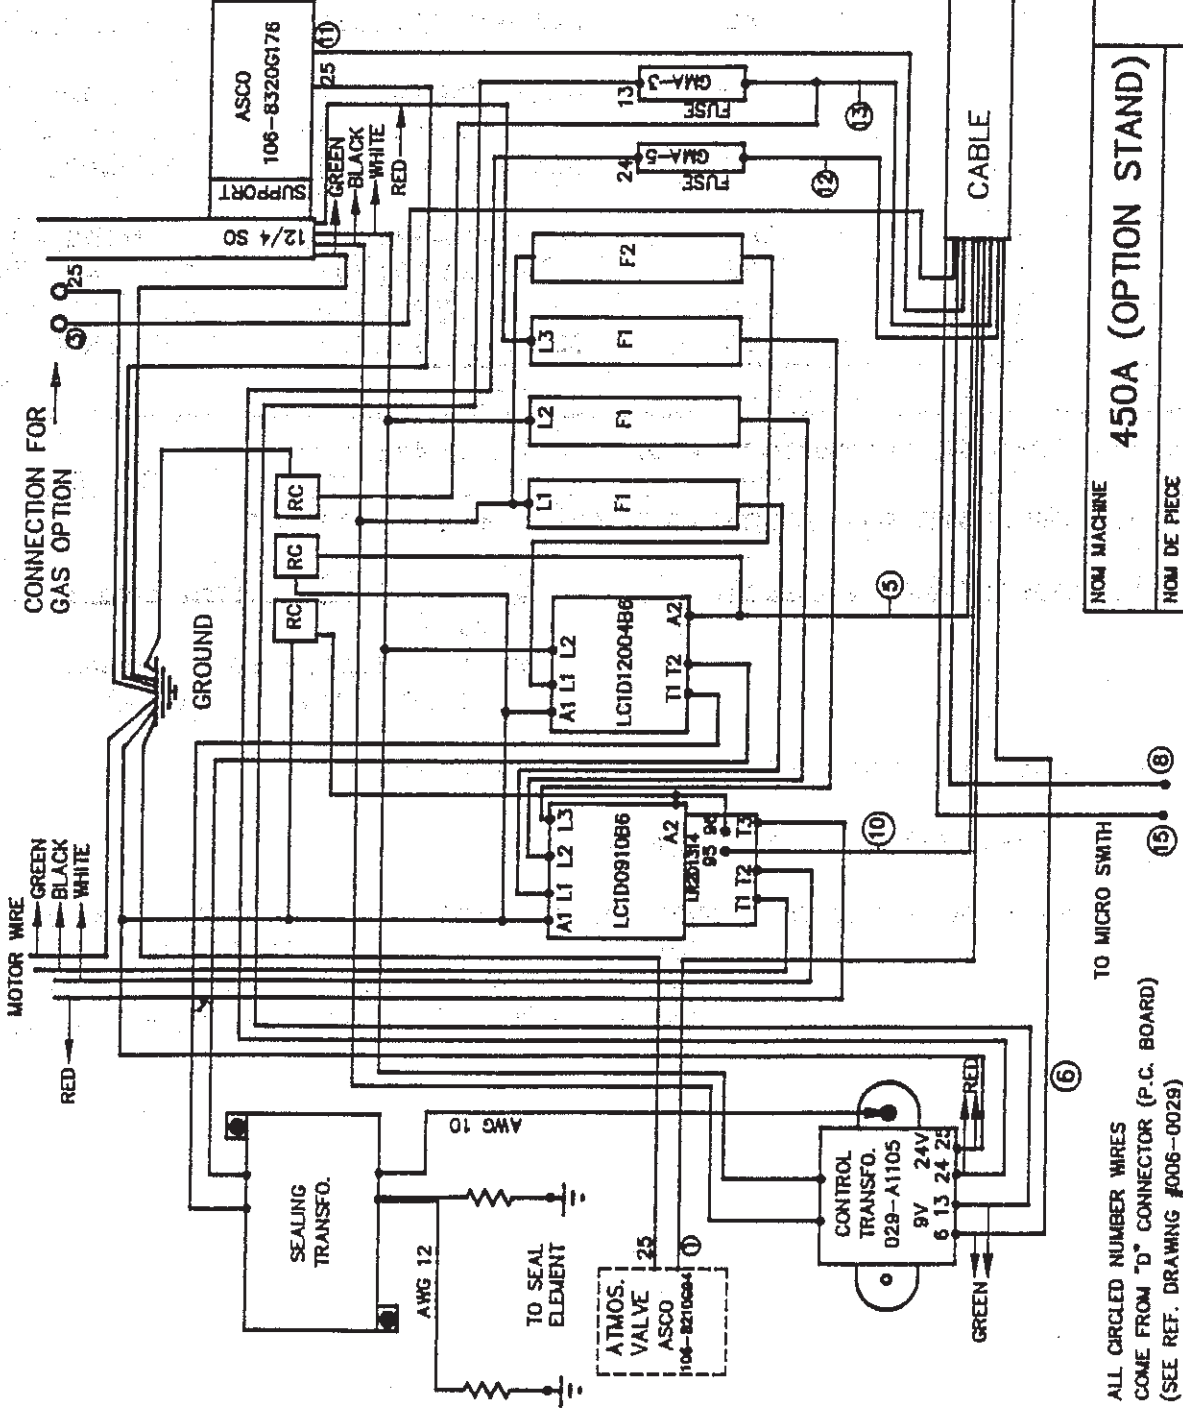 ASCO
106-8320G176
SUPPORT
12/4 SO
11
25
25
3
CONNECTION FOR
GAS OPTION
GREEN
BLACK
WHITE
RED
13
GMA-3
FUSE
24
GMA-5
FUSE
13
12
CABLE
F2
L3
F1
L2
F1
L1
F1
RC
RC
RC
GROUND
A1 L1 L2
LC1D12004B6
T1 T2 A2
5
A1 L1 L2 L3
LC1D0910B6
A2
95 96
T1 T2 T3
10
MOTOR WIRE
GREEN
BLACK
WHITE
RED
SEALING
TRANSFO.
AWG 10
AWG 12
TO SEAL
ELEMENT
ATMOS.
VALVE
ASCO
25
1
CONTROL
TRANSFO.
029-A1105
9V 24V
6 13 24 25
GREEN
RED
6
TO MICRO SWITH
15
8
ALL CIRCLED NUMBER WIRES
COME FROM "D" CONNECTOR (P.C. BOARD)
(SEE REF. DRAWING #006-0029)
NOM MACHINE
450A (OPTION STAND)
NOM DE PIECE